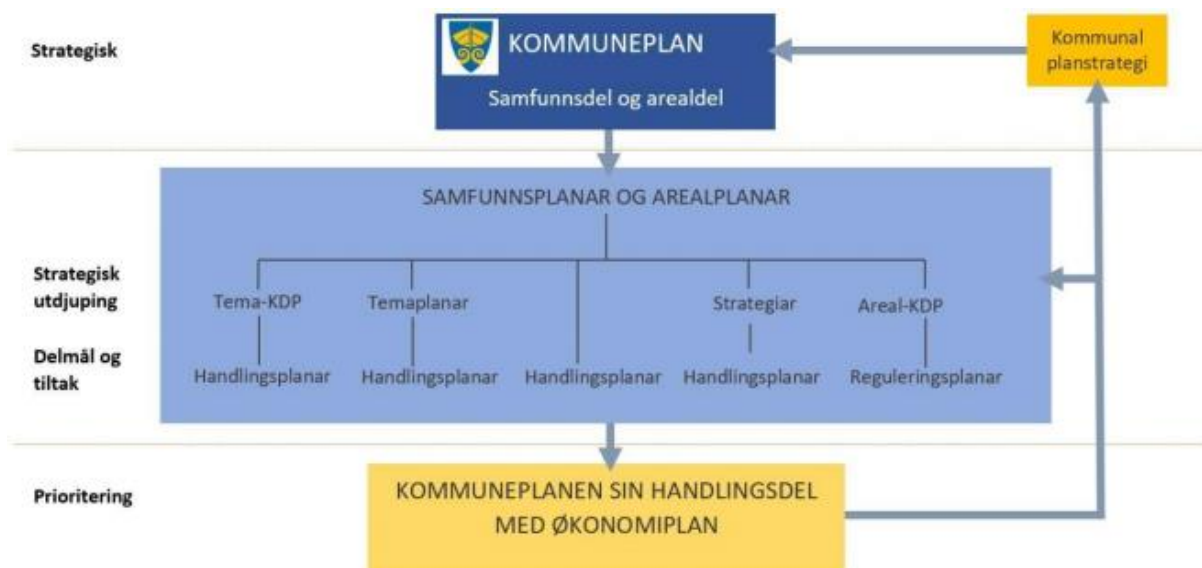 Strategisk
KOMMUNEPLAN
Samfunnsdel og arealdel
Kommunal
planstrategi
SAMFUNNSPLANAR OG AREALPLANAR
Strategisk
utdjuping
Tema-KDP
Temaplanar
Strategiar
Areal-KDP
Delmål og
tiltak
Handlingsplanar
Handlingsplanar
Handlingsplanar
Handlingsplanar
Reguleringsplanar
Prioritering
KOMMUNEPLANEN SIN HANDLINGSDEL
MED ØKONOMIPLAN